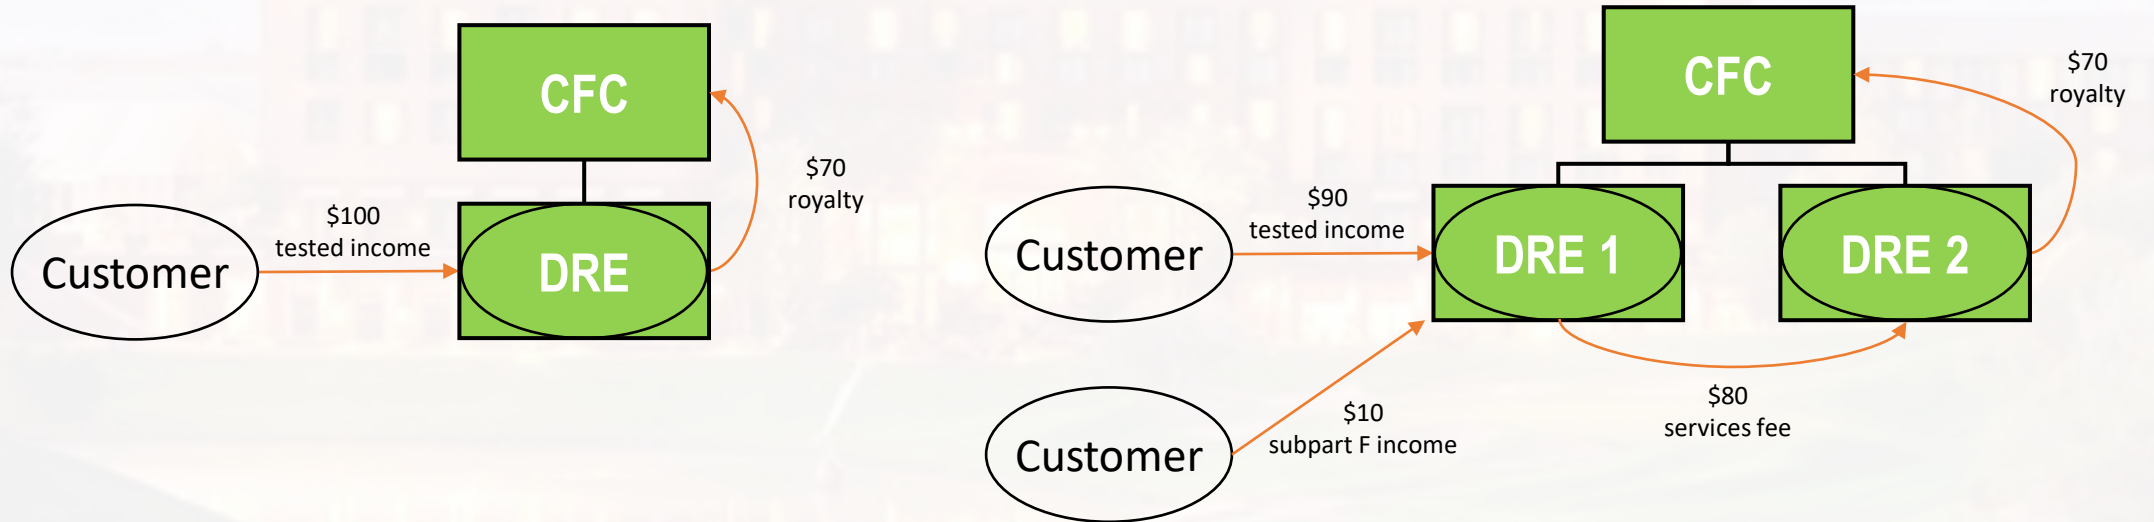 CFC
$70
royalty
$100
tested income
Customer
DRE
CFC
$70
royalty
$90
tested income
Customer
DRE 1
DRE 2
$80
services fee
$10
subpart F income
Customer